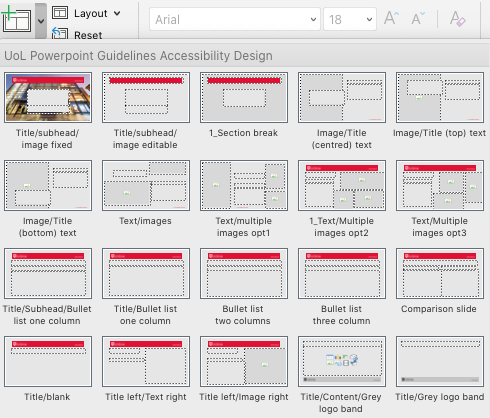 Layout
Arial
18
Reset
UoL Powerpoint Guidelines Accessibility Design
Title/subhead/
image fixed
Title/subhead/
image editable
1_Section break
Image/Title
(centred) text
Image/Title (top) text
Image/Title
(bottom) text
Text/images
Text/multiple
images opt1
1_Text/Multiple
images opt2
Text/Multiple
images opt3
Title/Subhead/Bullet
list one column
Title/Bullet list
one column
Bullet list
two columns
Bullet list
three column
Comparison slide
Title/blank
Title left/Text right
Title left/Image right
Title/Content/Grey
logo band
Title/Grey logo band